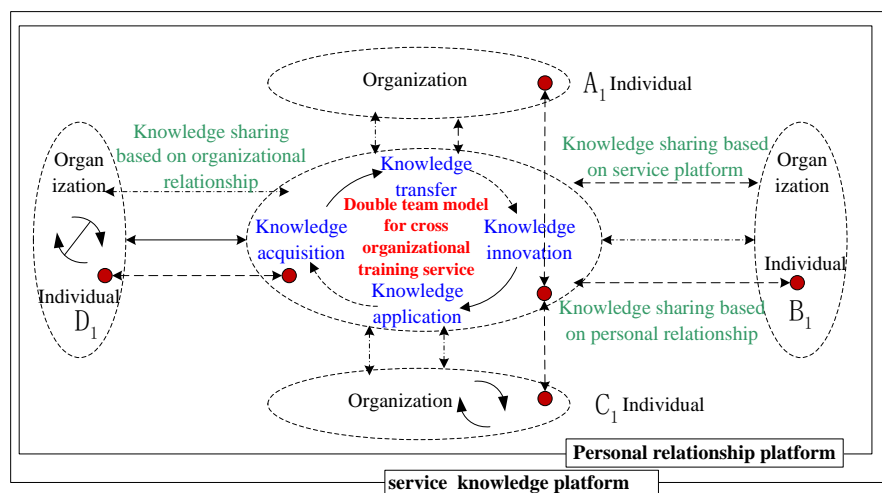 Organization
A1 Individual
Knowledge sharing
based on organizational
relationship
Knowledge sharing based
on service platform
Organ
ization
Organ
ization
Knowledge
transfer
Double team model
for cross
organizational
training service
Knowledge
acquisition
Knowledge
innovation
Knowledge
application
Individual
D1
Individual
B1
Knowledge sharing based
on personal relationship
Organization
C1 Individual
Personal relationship platform
service knowledge platform